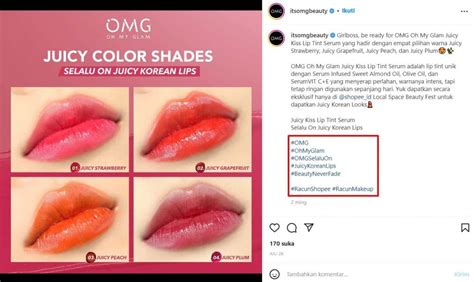 OMG
OH MY GLAM
JUICY COLOR SHADES
SELALU ON JUICY KOREAN LIPS
01 JUICY STRAWBERRY
02 JUICY GRAPEFRUIT
03 JUICY PEACH
04 JUICY PLUM
itsomgbeauty • Ikuti
itsomgbeauty Girlboss, be ready for OMG Oh My Glam Juicy
Kiss Lip Tint Serum yang hadir dengan empat pilihan warna Juicy
Strawberry, Juicy Grapefruit, Juicy Peach, dan Juicy Plum
OMG Oh My Glam Juicy Kiss Lip Tint Serum adalah lip tint unik
dengan Serum Infused Sweet Almond Oil, Olive Oil, dan
SerumVIT C+E yang menyerap perlahan, warnanya intens, tapi
tetap ringan digunakan sepanjang hari. Yuk dapatkan secara
eksklusif hanya di @shopee_id Local Space Beauty Fest untuk
dapatkan Juicy Korean Looks
Juicy Kiss Lip Tint Serum
Selalu On Juicy Korean Lips
#OMG
#OhMyGlam
#OMGSelaluOn
#JuicyKoreanLips
#BeautyNeverFade
#RacunShopee #RacunMakeup
2 ming
170 suka
Tambahkan komentar...
Kirim